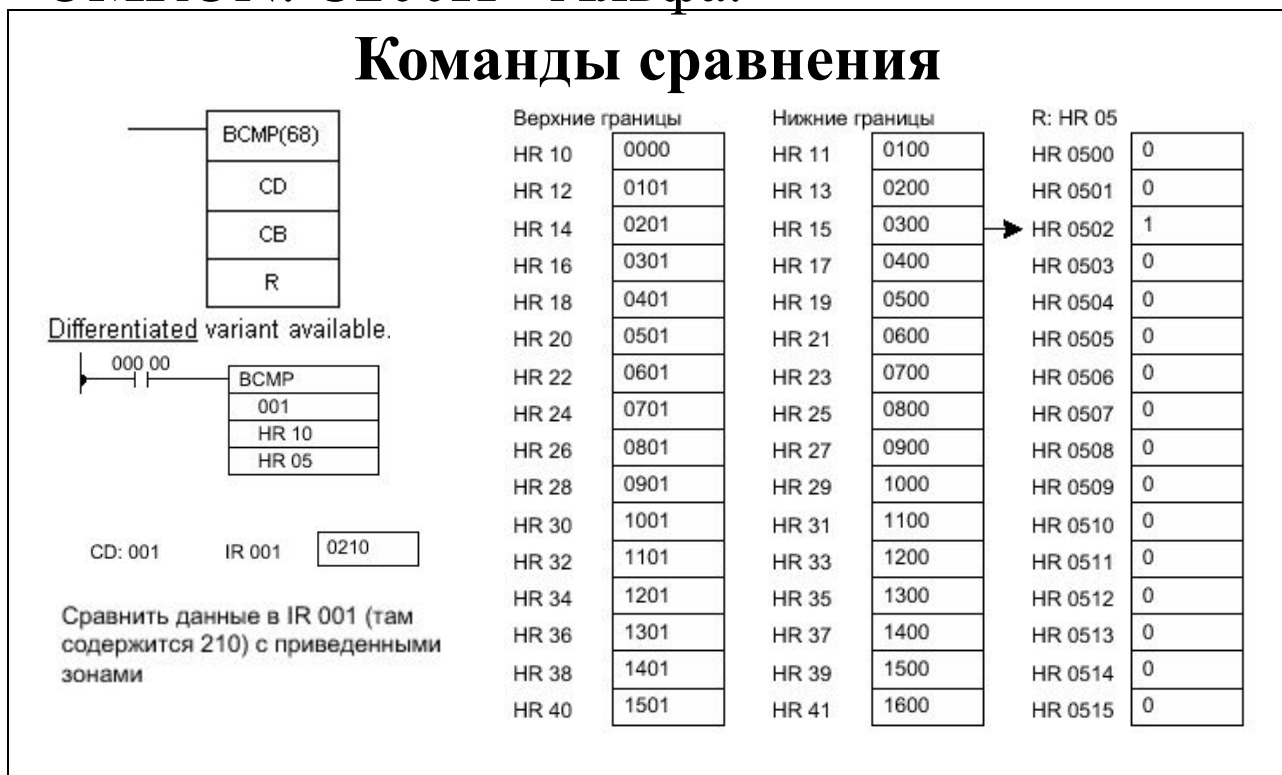 OMRON. C200H - Альфа.
Команды сравнения
BCMP(68)
CD
CB
R
Differentiated variant available.
000 00
BCMP
001
HR 10
HR 05
CD: 001 IR 001 0210
Сравнить данные в IR 001 (там
содержится 210) с приведенными
зонами
Верхние границы Нижние границы R: HR 05
HR 10 0000 HR 11 0100 HR 0500 0
HR 12 0101 HR 13 0200 HR 0501 0
HR 14 0201 HR 15 0300 HR 0502 1
HR 16 0301 HR 17 0400 HR 0503 0
HR 18 0401 HR 19 0500 HR 0504 0
HR 20 0501 HR 21 0600 HR 0505 0
HR 22 0601 HR 23 0700 HR 0506 0
HR 24 0701 HR 25 0800 HR 0507 0
HR 26 0801 HR 27 0900 HR 0508 0
HR 28 0901 HR 29 1000 HR 0509 0
HR 30 1001 HR 31 1100 HR 0510 0
HR 32 1101 HR 33 1200 HR 0511 0
HR 34 1201 HR 35 1300 HR 0512 0
HR 36 1301 HR 37 1400 HR 0513 0
HR 38 1401 HR 39 1500 HR 0514 0
HR 40 1501 HR 41 1600 HR 0515 0